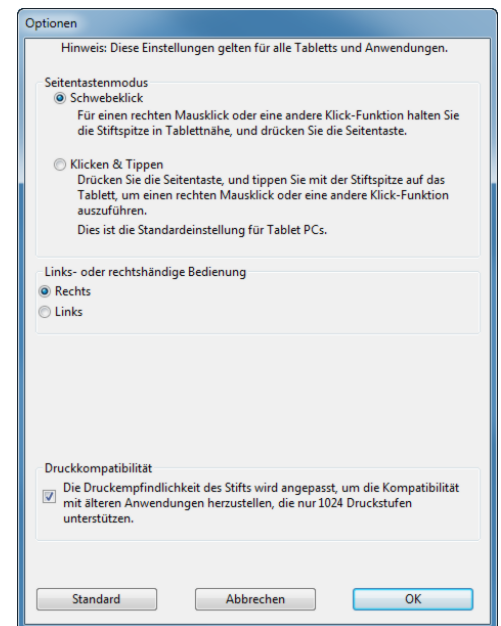 Optionen
Hinweis: Diese Einstellungen gelten für alle Tabletts und Anwendungen.
Seitentastenmodus
Schwebeklick
Für einen rechten Mausklick oder eine andere Klick-Funktion halten Sie
die Stiftspitze in Tablettnähe, und drücken Sie die Seitentaste.
Klicken & Tippen
Drücken Sie die Seitentaste, und tippen Sie mit der Stiftspitze auf das
Tablett, um einen rechten Mausklick oder eine andere Klick-Funktion
auszuführen.
Dies ist die Standardeinstellung für Tablet PCs.
Links- oder rechtshändige Bedienung
Rechts
Links
Druckkompatibilität
Die Druckempfindlichkeit des Stifts wird angepasst, um die Kompatibilität
mit älteren Anwendungen herzustellen, die nur 1024 Druckstufen
unterstützen.
Standard Abbrechen OK